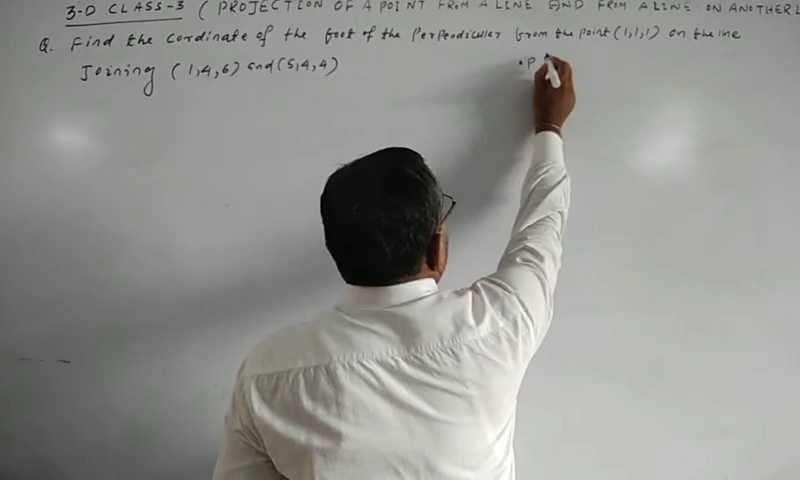 3-D CLASS-3 ( PROJECTION OF A POINT FROM A LINE AND FROM A LINE ON ANOTHER L
Q. Find the cordinate of the foot of the perpendicular from the point (1,1,1) on the line
Joining (1,4,6) and (5,4,4)
• P